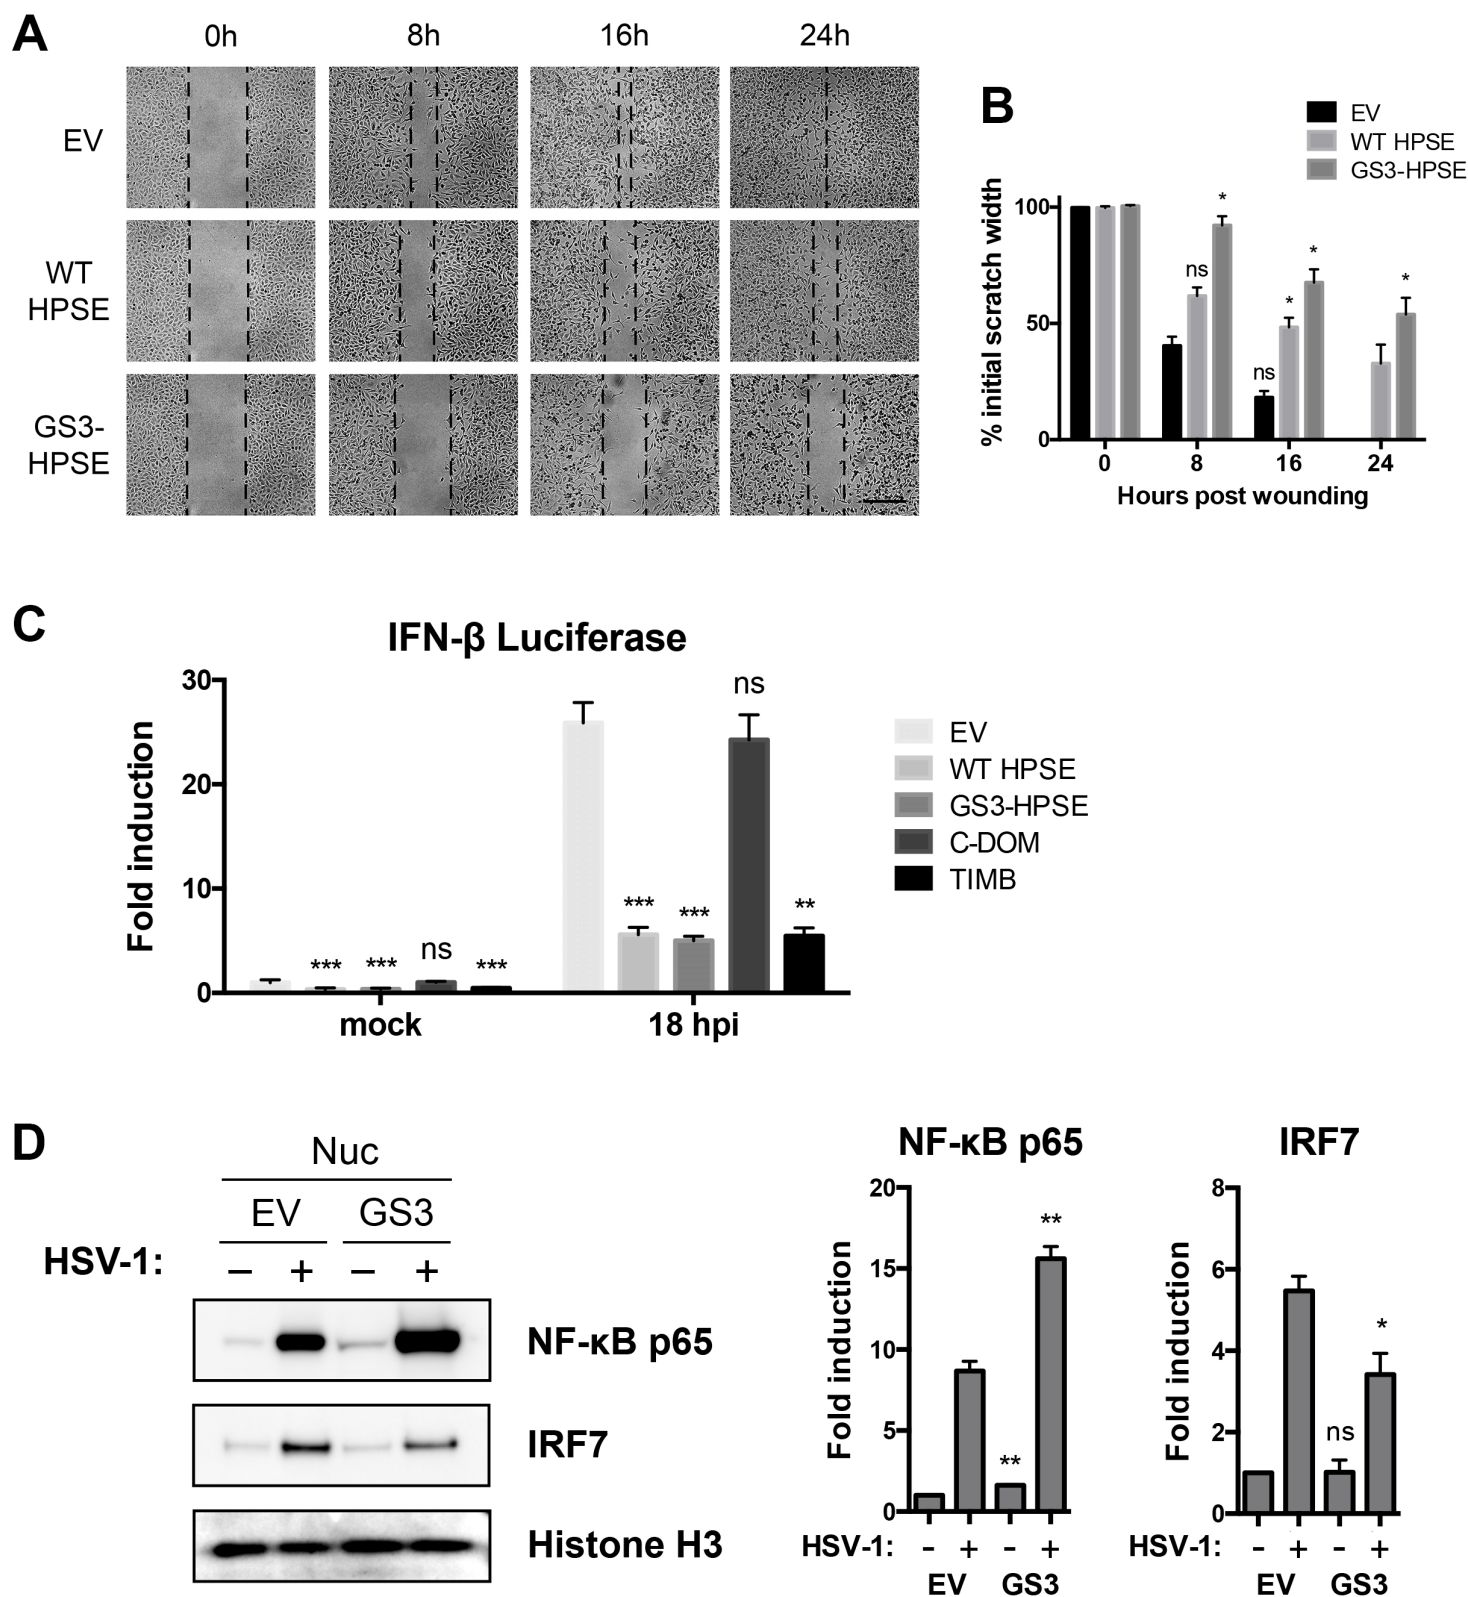 A
0h
8h
16h
24h
EV
WT
HPSE
GS3-
HPSE
B
EV
WT HPSE
GS3-HPSE
% initial scratch width
100
50
0
ns
*
ns
*
*
*
0
8
16
24
Hours post wounding
C
IFN-β Luciferase
Fold induction
30
20
10
0
***
***
ns
***
***
***
ns
**
mock
18 hpi
EV
WT HPSE
GS3-HPSE
C-DOM
TIMB
D
Nuc
EV
GS3
HSV-1:
− + − +
NF-κB p65
IRF7
Histone H3
NF-κB p65
Fold induction
20
15
10
5
0
**
**
HSV-1: - + - +
EV GS3
IRF7
Fold induction
8
6
4
2
0
ns
*
HSV-1: - + - +
EV GS3